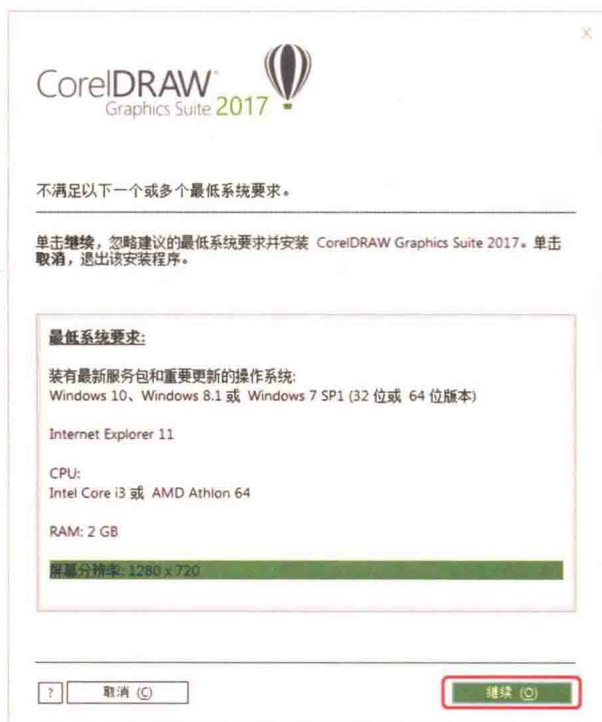 X
CorelDRAW
Graphics Suite 2017
不满足以下一个或多个最低系统要求。
单击继续，忽略建议的最低系统要求并安装 CorelDRAW Graphics Suite 2017。单击
取消，退出该安装程序。
最低系统要求:
装有最新服务包和重要更新的操作系统:
Windows 10、Windows 8.1 或 Windows 7 SP1 (32 位或 64 位版本)
Internet Explorer 11
CPU:
Intel Core i3 或 AMD Athlon 64
RAM: 2 GB
屏幕分辨率: 1280 x 720
? 取消 (C) 继续 (O)